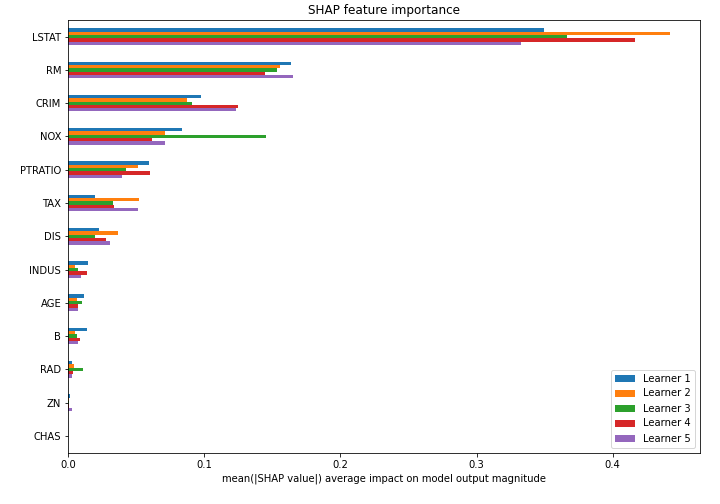 SHAP feature importance
LSTAT
RM
CRIM
NOX
PTRATIO
TAX
DIS
INDUS
AGE
B
RAD
ZN
CHAS
Learner 1
Learner 2
Learner 3
Learner 4
Learner 5
0.0 0.1 0.2 0.3 0.4
mean(|SHAP value|) average impact on model output magnitude